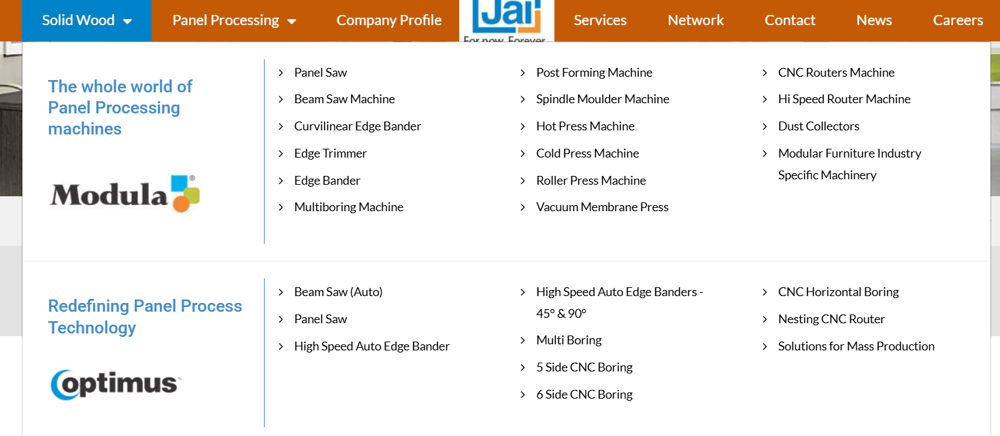 Solid Wood
Panel Processing
Company Profile
Jai
For now. Forever
Services
Network
Contact
News
Careers
The whole world of
Panel Processing
machines
Modula®
Panel Saw
Beam Saw Machine
Curvilinear Edge Bander
Edge Trimmer
Edge Bander
Multiboring Machine
Post Forming Machine
Spindle Moulder Machine
Hot Press Machine
Cold Press Machine
Roller Press Machine
Vacuum Membrane Press
CNC Routers Machine
Hi Speed Router Machine
Dust Collectors
Modular Furniture Industry
Specific Machinery
Redefining Panel Process
Technology
Optimus™
Beam Saw (Auto)
Panel Saw
High Speed Auto Edge Bander
High Speed Auto Edge Banders -
45° & 90°
Multi Boring
5 Side CNC Boring
6 Side CNC Boring
CNC Horizontal Boring
Nesting CNC Router
Solutions for Mass Production